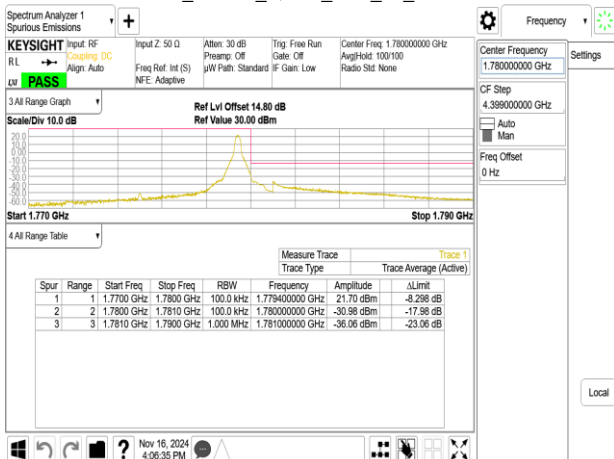 Spectrum Analyzer 1
Spurious Emissions
Frequency
KEYSIGHT
Input: RF
Input Z: 50 Ω
Atten: 30 dB
Trig: Free Run
Center Freq: 1.780000000 GHz
RL
Coupling: DC
Preamp: Off
Gate: Off
Avg|Hold: 100/100
Align: Auto
Freq Ref: Int (S)
µW Path: Standard
IF Gain: Low
Radio Std: None
NFE: Adaptive
PASS
Center Frequency
1.780000000 GHz
Settings
CF Step
4.399000000 GHz
Auto
Man
Freq Offset
0 Hz
3 All Range Graph
Ref Lvl Offset 14.80 dB
Scale/Div 10.0 dB
Ref Value 30.00 dBm
20.0
10.0
0.00
-10.0
-20.0
-30.0
-40.0
-50.0
-60.0
Start 1.770 GHz
Stop 1.790 GHz
4 All Range Table
Measure Trace Trace 1
Trace Type Trace Average (Active)
Spur Range Start Freq Stop Freq RBW Frequency Amplitude ΔLimit
1 1 1.7700 GHz 1.7800 GHz 100.0 kHz 1.779400000 GHz 21.70 dBm -8.298 dB
2 2 1.7800 GHz 1.7810 GHz 100.0 kHz 1.780000000 GHz -30.98 dBm -17.98 dB
3 3 1.7810 GHz 1.7900 GHz 1.000 MHz 1.781000000 GHz -36.06 dBm -23.06 dB
Local
Nov 16, 2024
4:06:35 PM